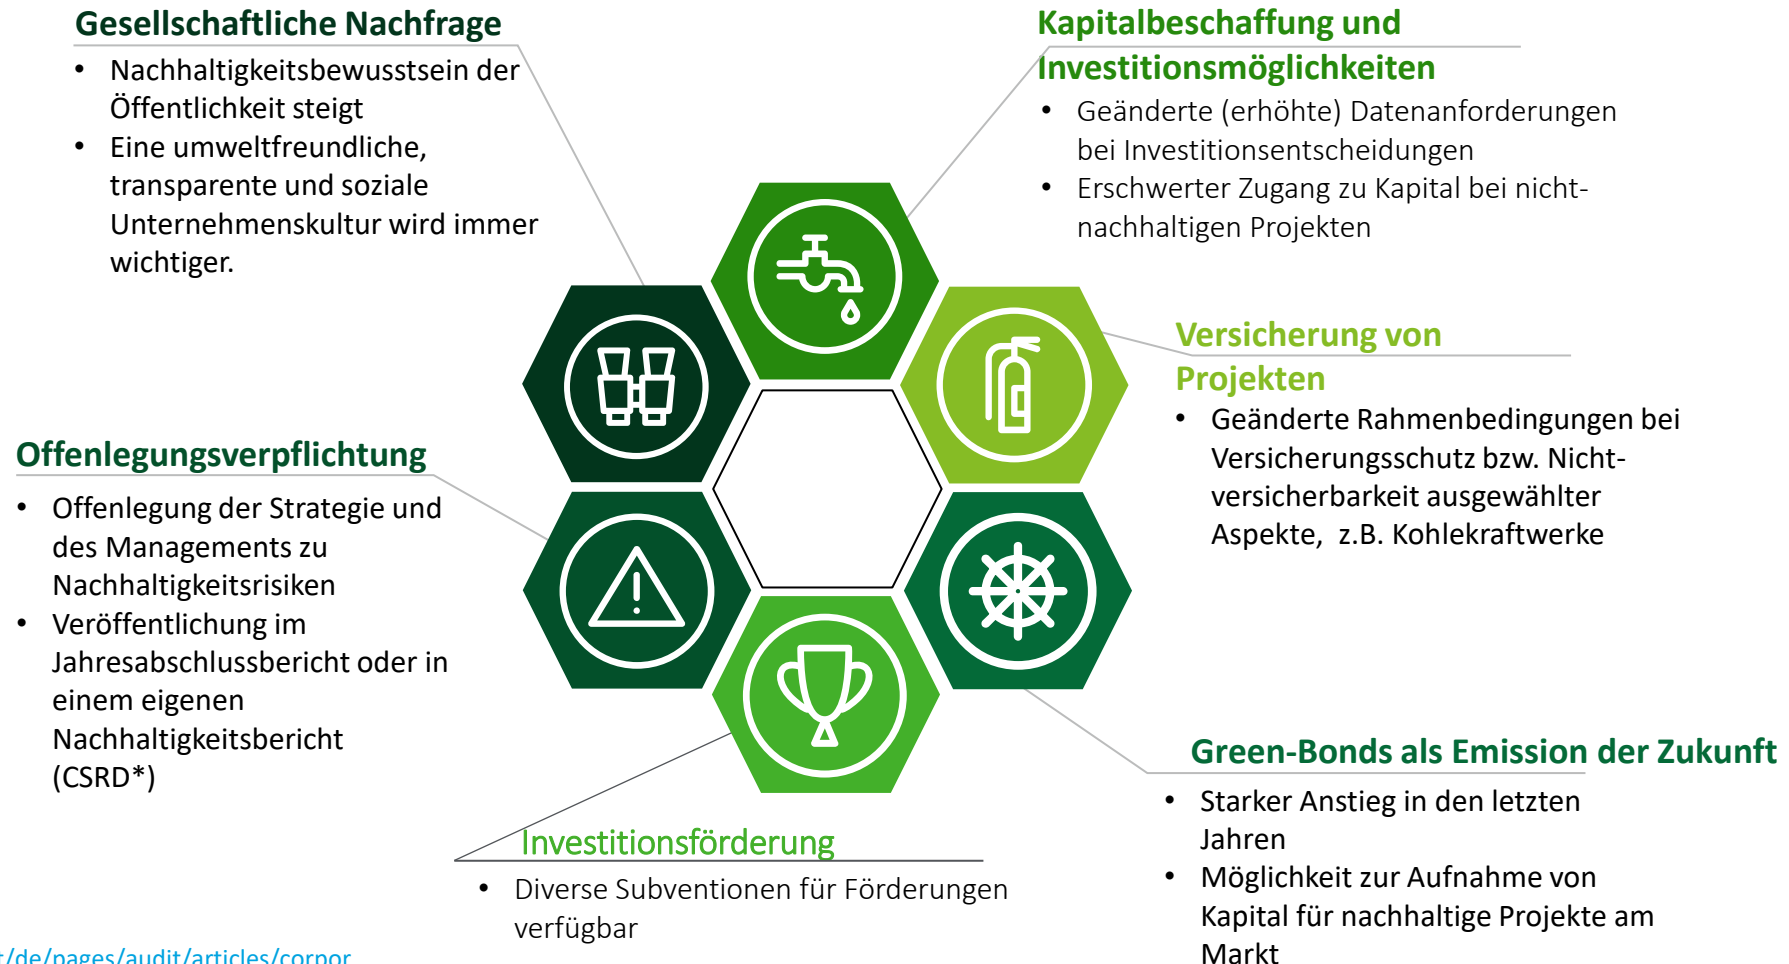 Gesellschaftliche Nachfrage
• Nachhaltigkeitsbewusstsein der
Öffentlichkeit steigt
• Eine umweltfreundliche,
transparente und soziale
Unternehmenskultur wird immer
wichtiger.
Kapitalbeschaffung und
Investitionsmöglichkeiten
• Geänderte (erhöhte) Datenanforderungen
bei Investitionsentscheidungen
• Erschwerter Zugang zu Kapital bei nicht-
nachhaltigen Projekten
Versicherung von
Projekten
• Geänderte Rahmenbedingungen bei
Versicherungsschutz bzw. Nicht-
versicherbarkeit ausgewählter
Aspekte, z.B. Kohlekraftwerke
Offenlegungsverpflichtung
• Offenlegung der Strategie und
des Managements zu
Nachhaltigkeitsrisiken
• Veröffentlichung im
Jahresabschlussbericht oder in
einem eigenen
Nachhaltigkeitsbericht
(CSRD*)
Green-Bonds als Emission der Zukunft
• Starker Anstieg in den letzten
Jahren
• Möglichkeit zur Aufnahme von
Kapital für nachhaltige Projekte am
Markt
Investitionsförderung
• Diverse Subventionen für Förderungen
verfügbar
/de/pages/audit/articles/corpor